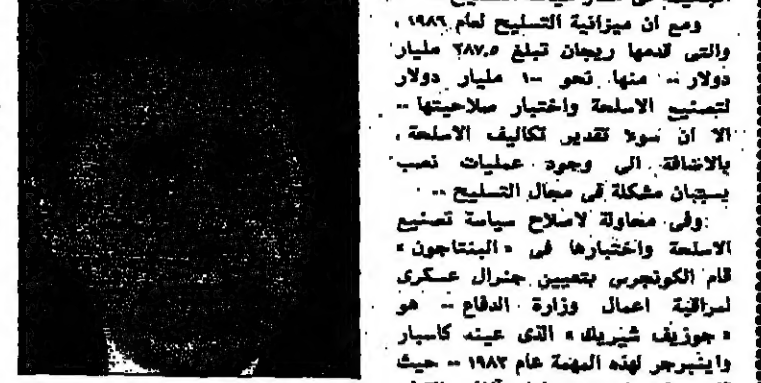 ومع ان ميزانية التسليح لعام ١٩٨٦ ،
والتى قدمها ريجان تبلغ ٢٨٧,٥ مليار
دولار .. منها نحو ١٠٠ مليار دولار
لتصنيع الاسلحة واختبار صلاحيتها ..
الا ان سوء تقدير تكاليف الاسلحة ،
بالاضافة الى وجود عمليات نصب
يسببان مشكلة فى مجال التسليح ..
وفى محاولة لاصلاح سياسة تصنيع
الاسلحة واختبارها فى « البنتاجون »
قام الكونجرس بتعيين جنرال عسكرى
لمراقبة اعمال وزارة الدفاع .. هو
« جوزيف شيريك » الذى عينه كاسبار
واينبرجر لهذه المهمة عام ١٩٨٢ .. حيث